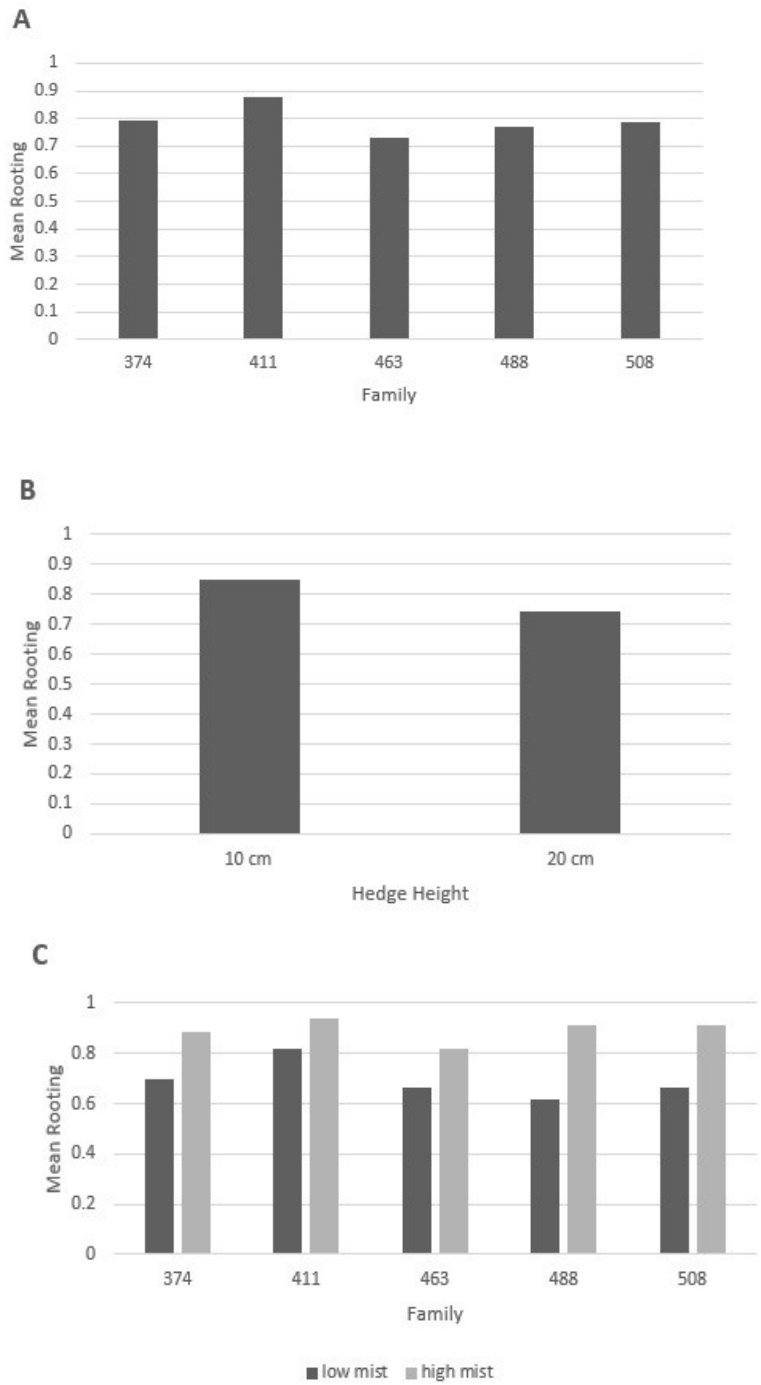 A
1
0.9
0.8
0.7
0.6
0.5
0.4
0.3
0.2
0.1
0
Mean Rooting
374 411 463 488 508
Family
B
1
0.9
0.8
0.7
0.6
0.5
0.4
0.3
0.2
0.1
0
Mean Rooting
10 cm 20 cm
Hedge Height
C
1
0.8
0.6
0.4
0.2
0
Mean Rooting
374 411 463 488 508
Family
low mist high mist